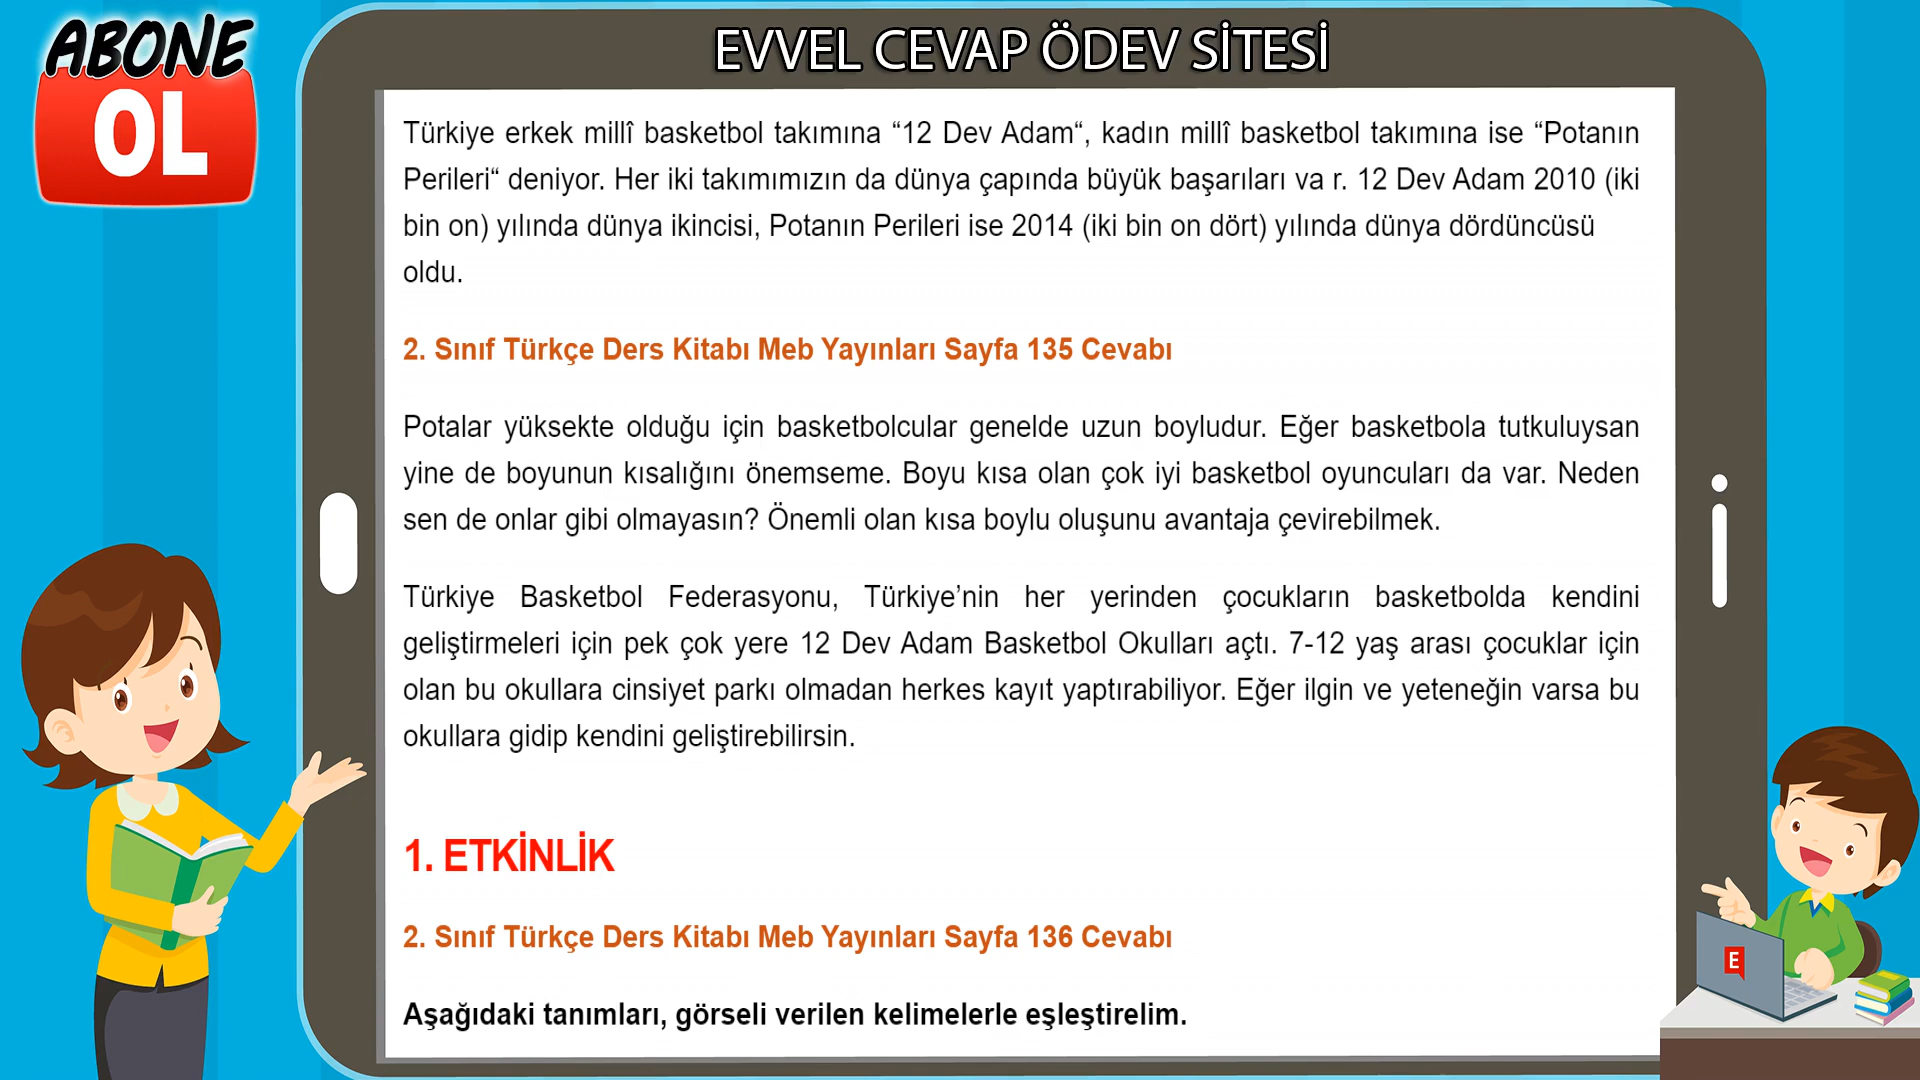 ABONE
OL
EVVEL CEVAP ÖDEV SİTESİ
Türkiye erkek millî basketbol takımına “12 Dev Adam“, kadın millî basketbol takımına ise “Potanın
Perileri“ deniyor. Her iki takımımızın da dünya çapında büyük başarıları va r. 12 Dev Adam 2010 (iki
bin on) yılında dünya ikincisi, Potanın Perileri ise 2014 (iki bin on dört) yılında dünya dördüncüsü
oldu.
2. Sınıf Türkçe Ders Kitabı Meb Yayınları Sayfa 135 Cevabı
Potalar yüksekte olduğu için basketbolcular genelde uzun boyludur. Eğer basketbola tutkuluysan
yine de boyunun kısalığını önemseme. Boyu kısa olan çok iyi basketbol oyuncuları da var. Neden
sen de onlar gibi olmayasın? Önemli olan kısa boylu oluşunu avantaja çevirebilmek.
Türkiye Basketbol Federasyonu, Türkiye’nin her yerinden çocukların basketbolda kendini
geliştirmeleri için pek çok yere 12 Dev Adam Basketbol Okulları açtı. 7-12 yaş arası çocuklar için
olan bu okullara cinsiyet parkı olmadan herkes kayıt yaptırabiliyor. Eğer ilgin ve yeteneğin varsa bu
okullara gidip kendini geliştirebilirsin.
1. ETKİNLİK
2. Sınıf Türkçe Ders Kitabı Meb Yayınları Sayfa 136 Cevabı
Aşağıdaki tanımları, görseli verilen kelimelerle eşleştirelim.
E